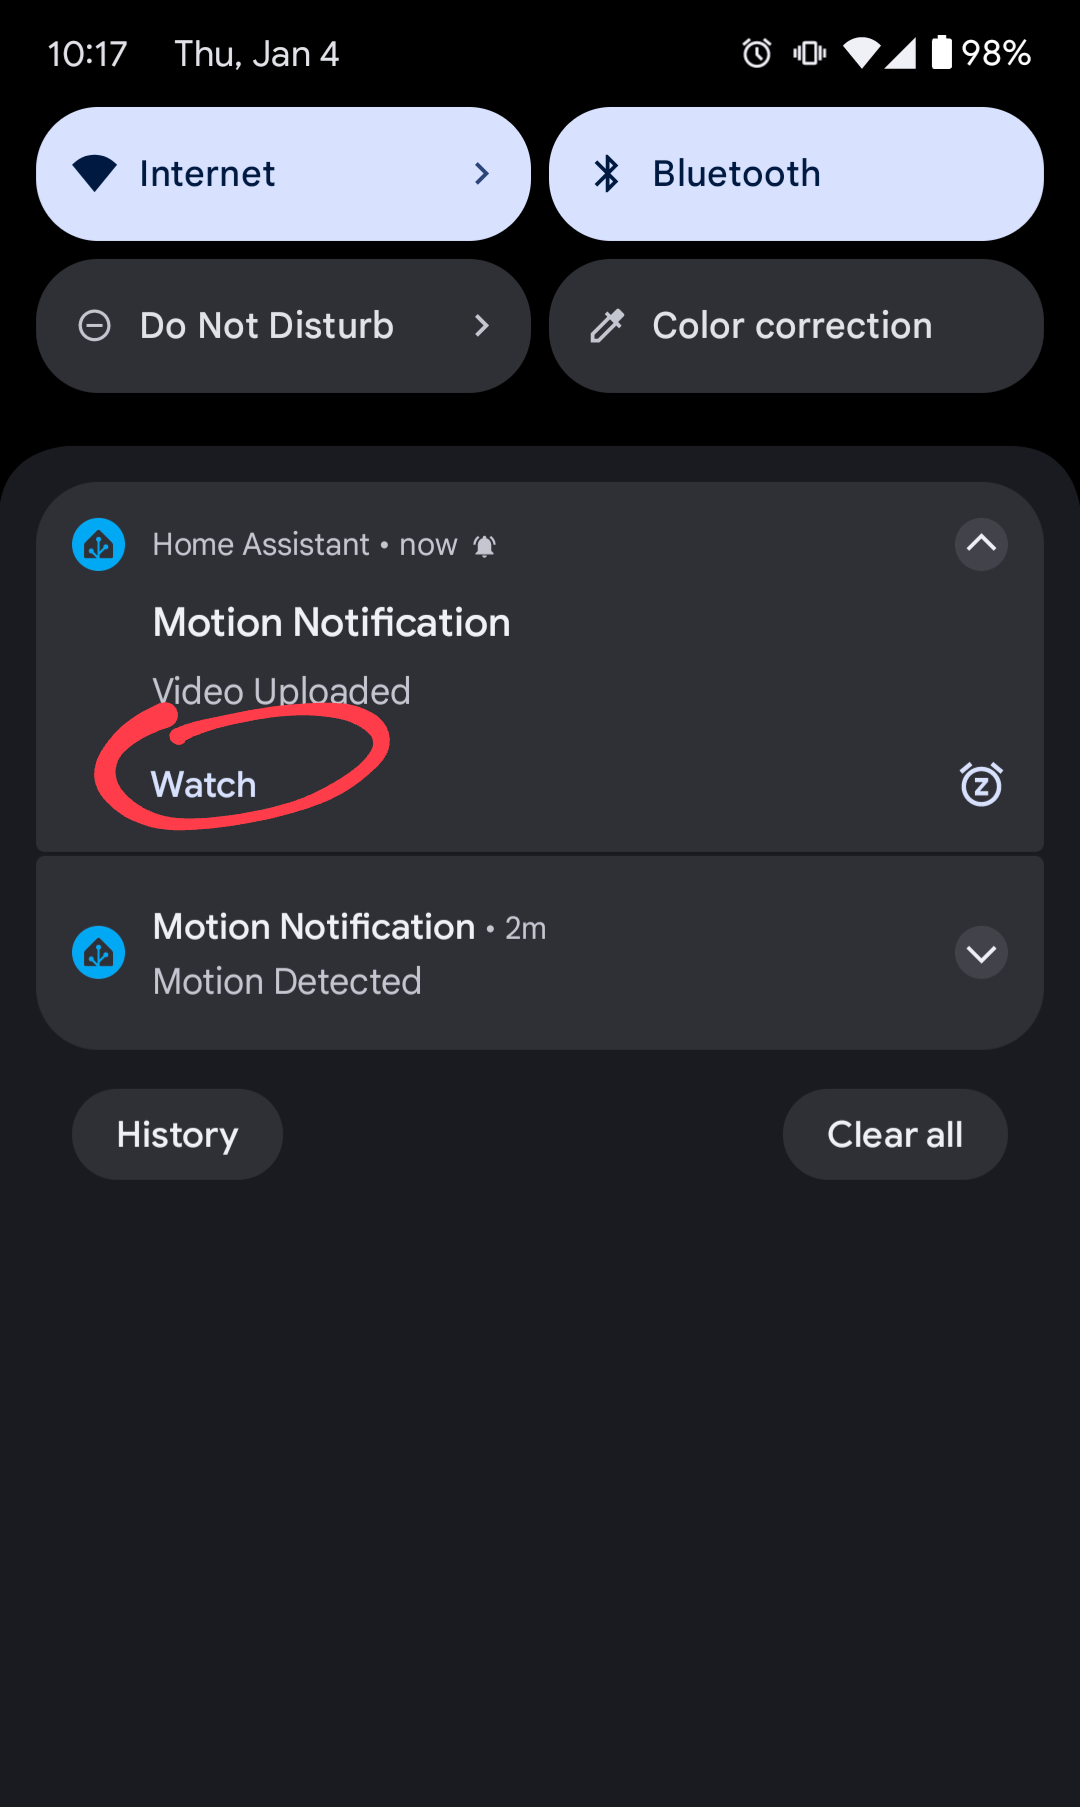 10:17 Thu, Jan 4 98%
Internet Bluetooth
Do Not Disturb Color correction
Home Assistant • now
Motion Notification
Video Uploaded
Watch
Motion Notification • 2m
Motion Detected
History Clear all